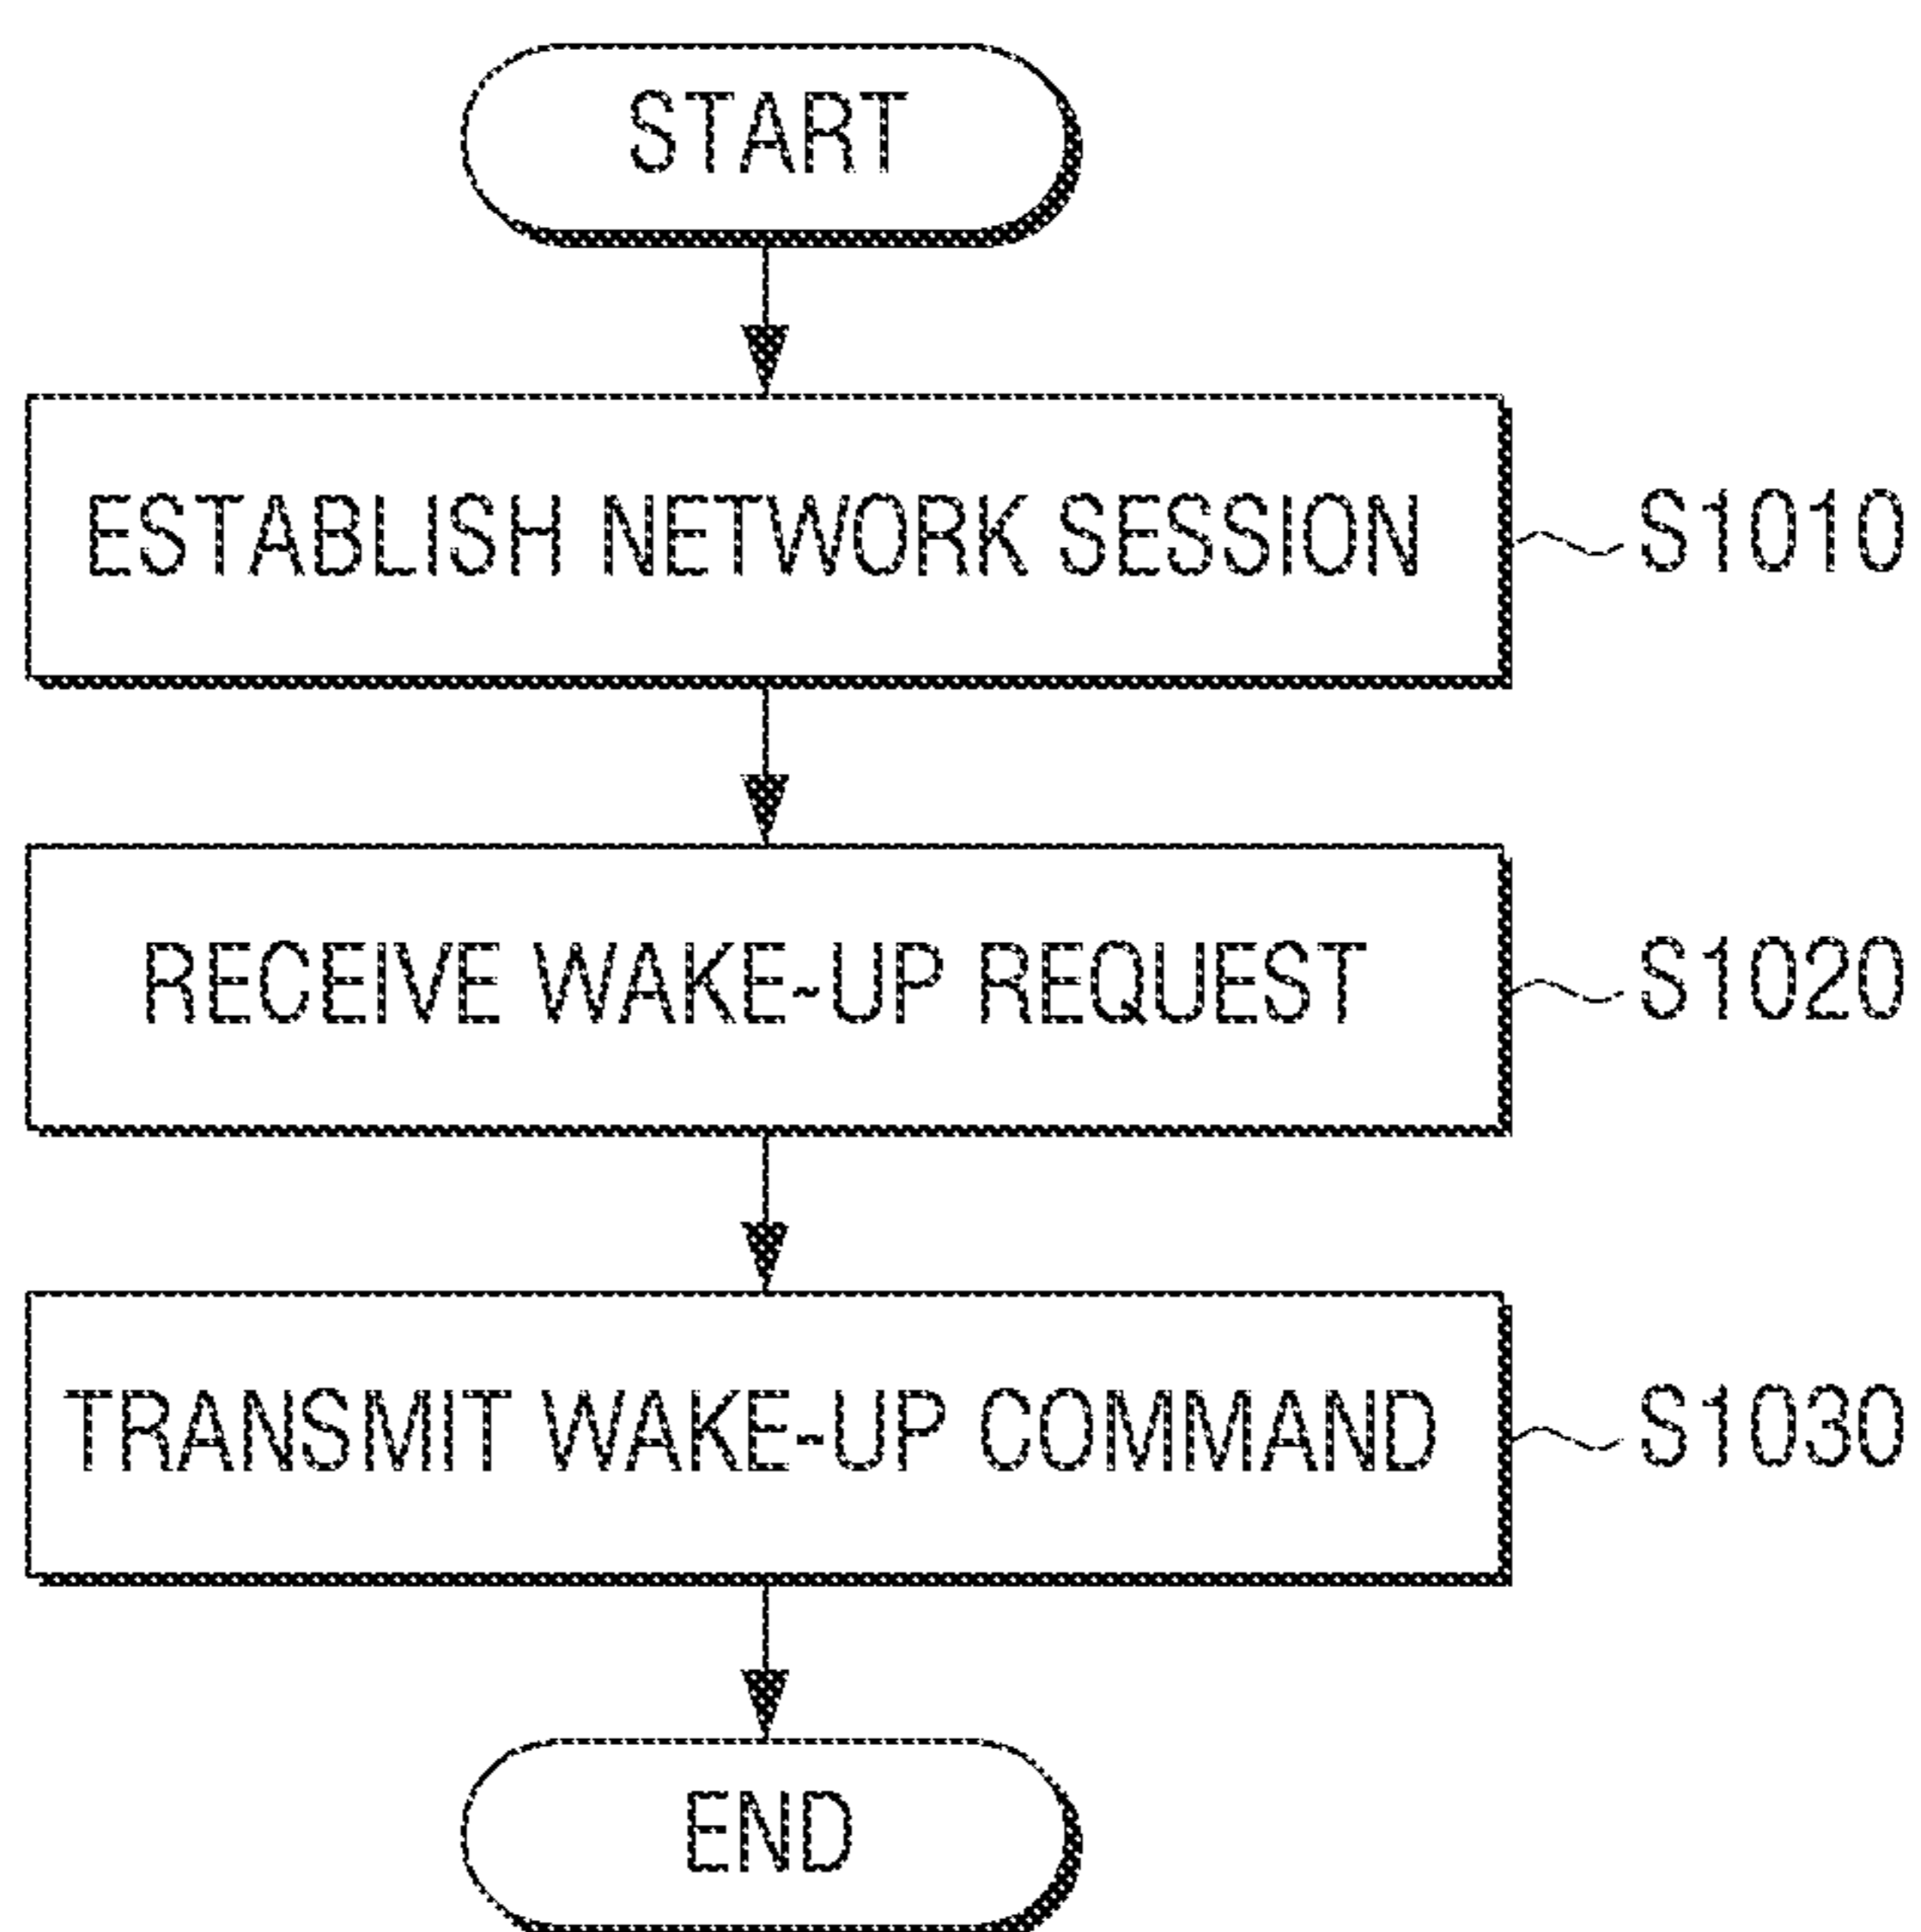 START
ESTABLISH NETWORK SESSION
S1010
RECEIVE WAKE-UP REQUEST
S1020
TRANSMIT WAKE-UP COMMAND
S1030
END